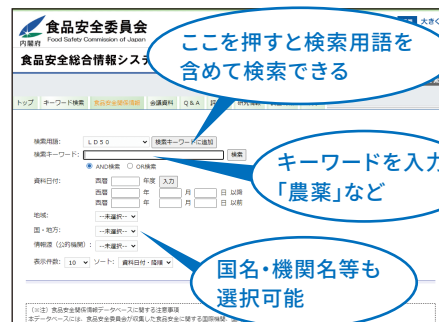 食品安全委員会
内閣府 Food Safety Commission of Japan
大きく
食品安全総合情報システ
ここを押すと検索用語を
含めて検索できる
トップ キーワード検索 食品安全関係情報 会議資料 Q&A
検索用語: LD50 検索キーワードに追加
検索キーワード: 検索
AND検索 OR検索
資料日付: 西暦 年度 入力
西暦 年 月 日 以降
西暦 年 月 日 以前
地域: --未選択--
国・地方: --未選択--
情報源（公的機関）: --未選択--
表示件数: 10 ソート: 資料日付・降順
キーワードを入力
「農薬」など
国名・機関名等も
選択可能
（※注）食品安全関係情報データベースに関する注意事項
本データベースには、食品安全委員会が収集した食品安全に関する国際機関、